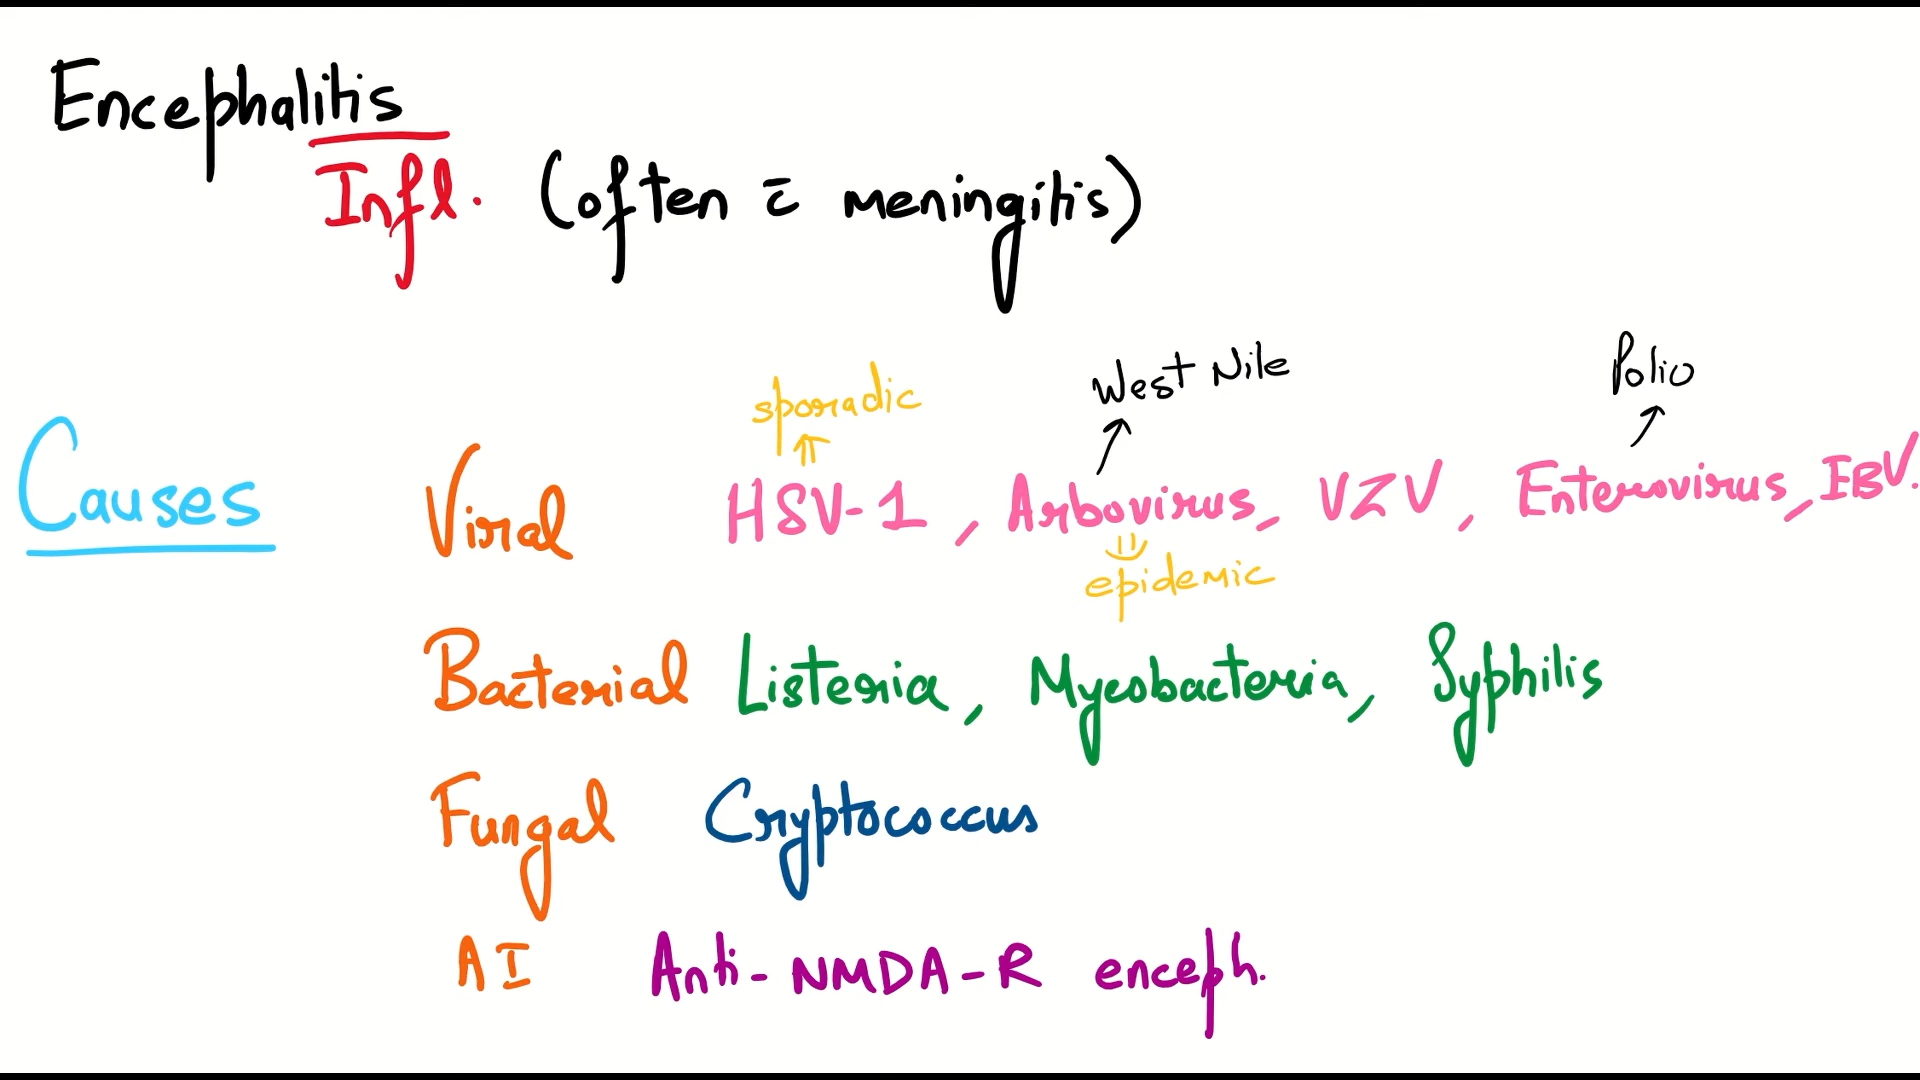 Encephalitis
Infl. (often c̄ meningitis)
sporadic West Nile Polio
Causes Viral HSV-1, Arbovirus, VZV, Enterovirus, EBV.
epidemic
Bacterial Listeria, Mycobacteria, Syphilis
Fungal Cryptococcus
AI Anti-NMDA-R enceph.